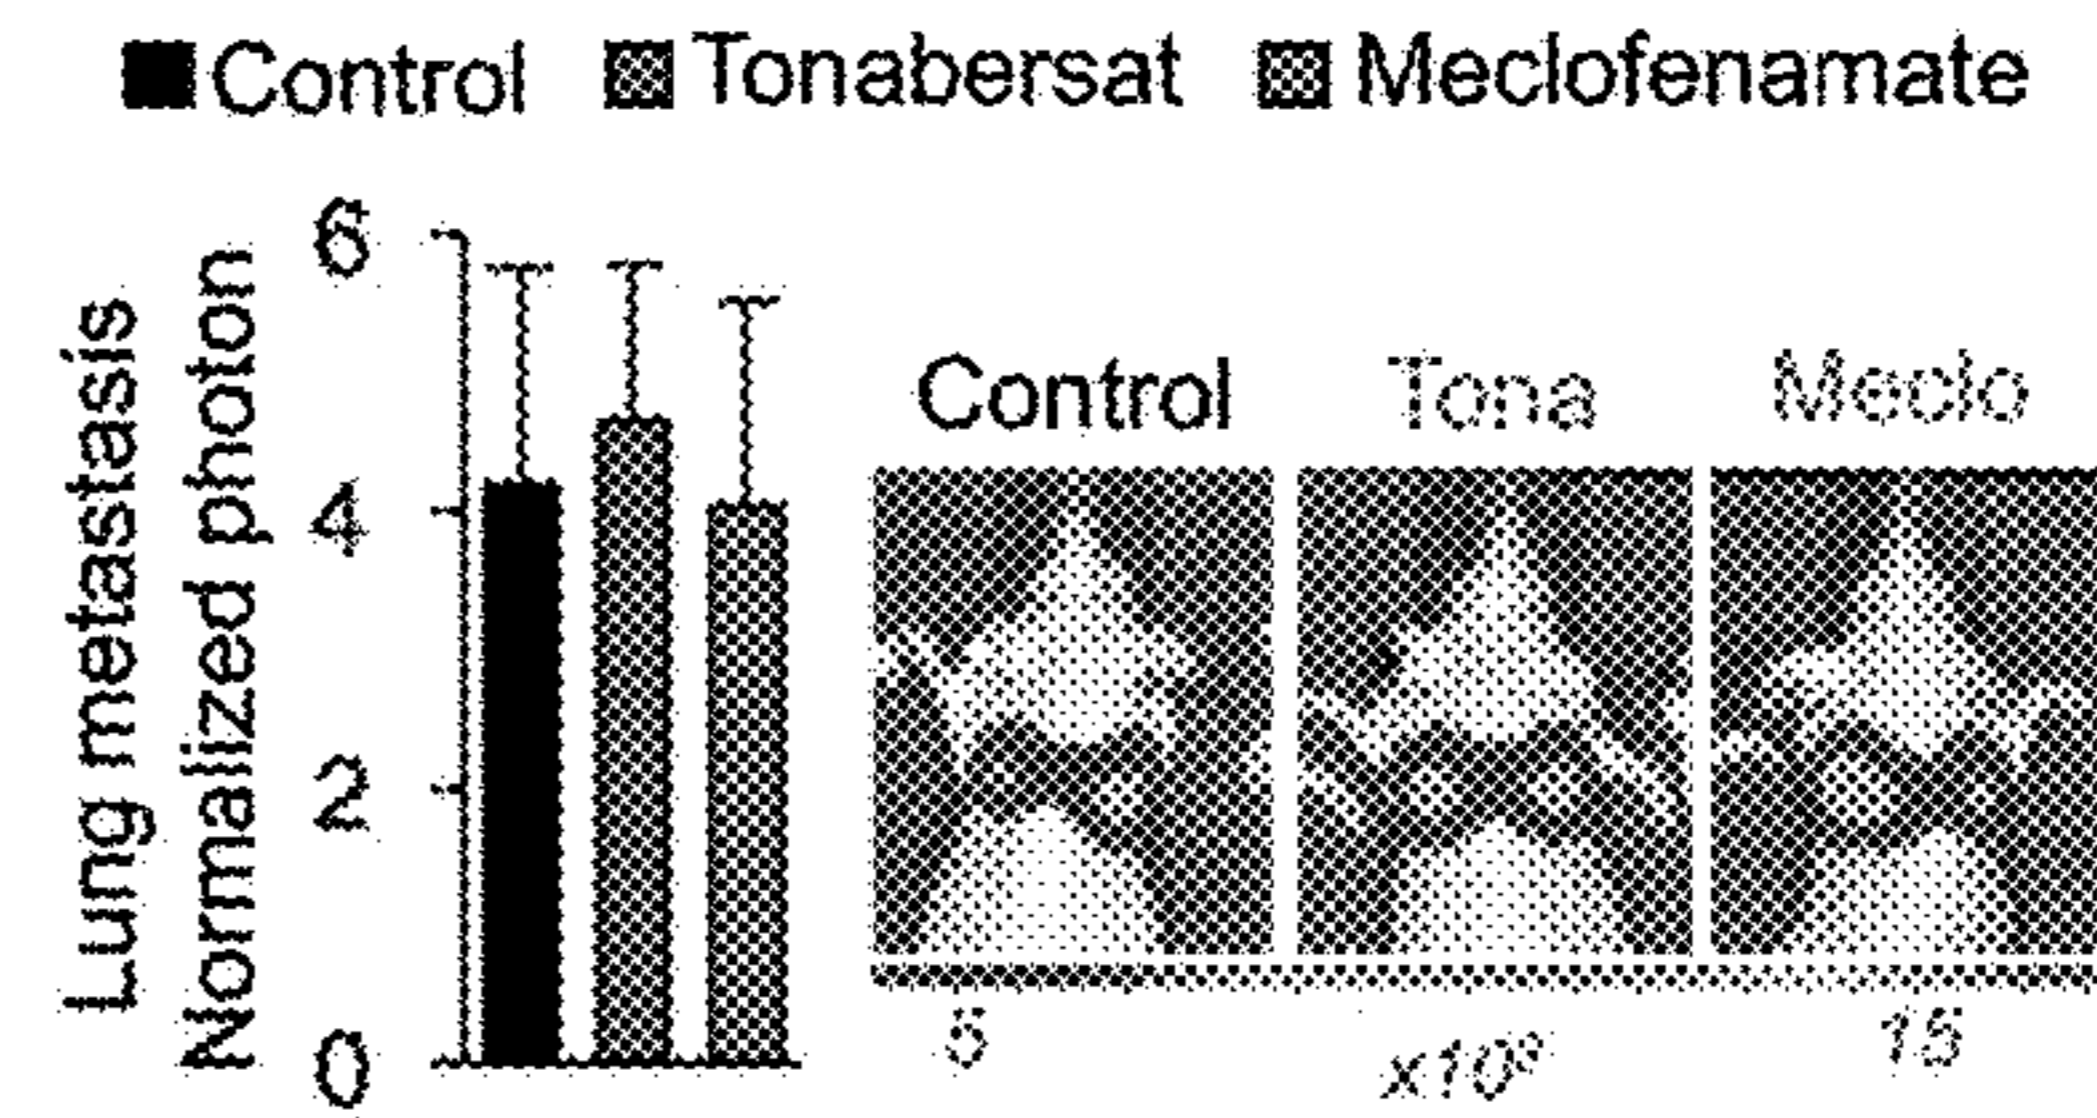 Control Tonabersat Meclofenamate
Lung metastasis
Normalized photon
6
4
2
0
Control Tona Meclo
5 15